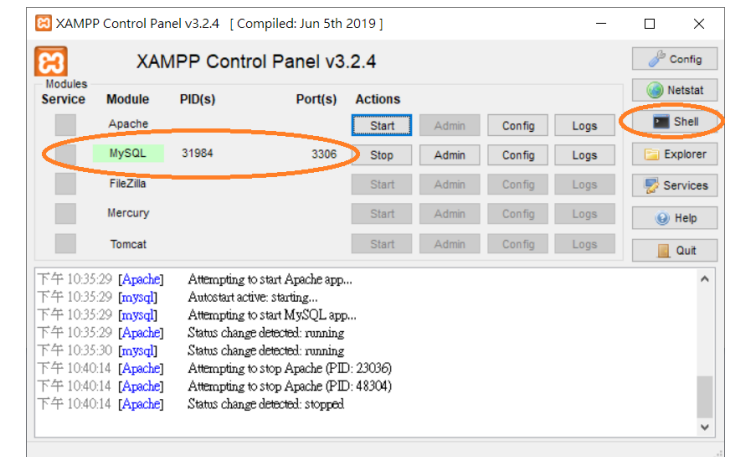 XAMPP Control Panel v3.2.4 [ Compiled: Jun 5th 2019 ]
XAMPP Control Panel v3.2.4
Config
Modules
Service Module PID(s) Port(s) Actions
Netstat
Apache Start Admin Config Logs
Shell
MySQL 31984 3306 Stop Admin Config Logs
Explorer
FileZilla Start Admin Config Logs
Services
Mercury Start Admin Config Logs
Help
Tomcat Start Admin Config Logs
Quit
下午 10:35:29 [Apache] Attempting to start Apache app...
下午 10:35:29 [mysql] Autostart active: starting...
下午 10:35:29 [mysql] Attempting to start MySQL app...
下午 10:35:29 [Apache] Status change detected: running
下午 10:35:30 [mysql] Status change detected: running
下午 10:40:14 [Apache] Attempting to stop Apache (PID: 23036)
下午 10:40:14 [Apache] Attempting to stop Apache (PID: 48304)
下午 10:40:14 [Apache] Status change detected: stopped